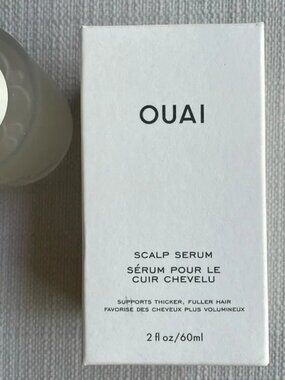 OUAI
SCALP SERUM
SÉRUM POUR LE
CUIR CHEVELU
SUPPORTS THICKER, FULLER HAIR
FAVORISE DES CHEVEUX PLUS VOLUMINEUX
2 fl oz/60ml